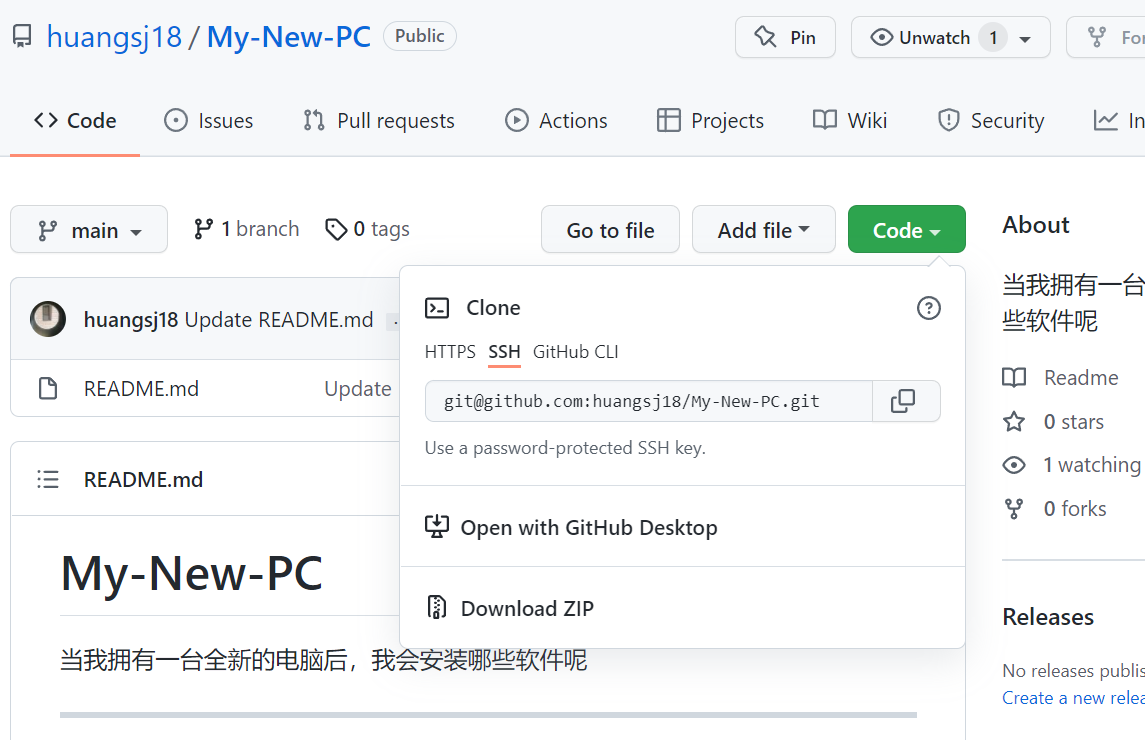 huangsj18 / My-New-PC Public Pin Unwatch 1
Code Issues Pull requests Actions Projects Wiki Security
main 1 branch 0 tags Go to file Add file Code
About
当我拥有一台
些软件呢
Readme
0 stars
1 watching
0 forks
Releases
No releases publis
Create a new relea
huangsj18 Update README.md
README.md Update
Clone
HTTPS SSH GitHub CLI
git@github.com:huangsj18/My-New-PC.git
Use a password-protected SSH key.
Open with GitHub Desktop
Download ZIP
README.md
My-New-PC
当我拥有一台全新的电脑后，我会安装哪些软件呢